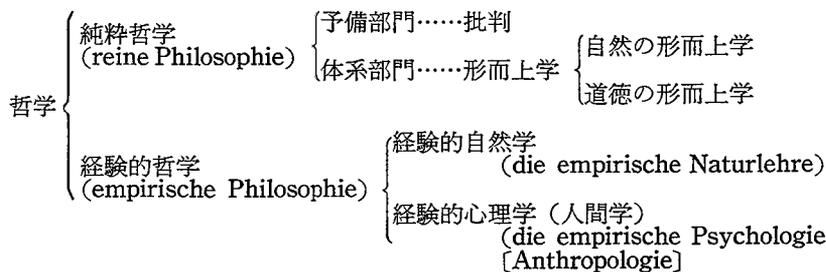 哲学
純粋哲学
(reine Philosophie)
予備部門……批判
体系部門……形而上学
自然の形而上学
道徳の形而上学
経験的哲学
(empirische Philosophie)
経験的自然学
(die empirische Naturlehre)
経験的心理学（人間学）
(die empirische Psychologie
[Anthropologie]